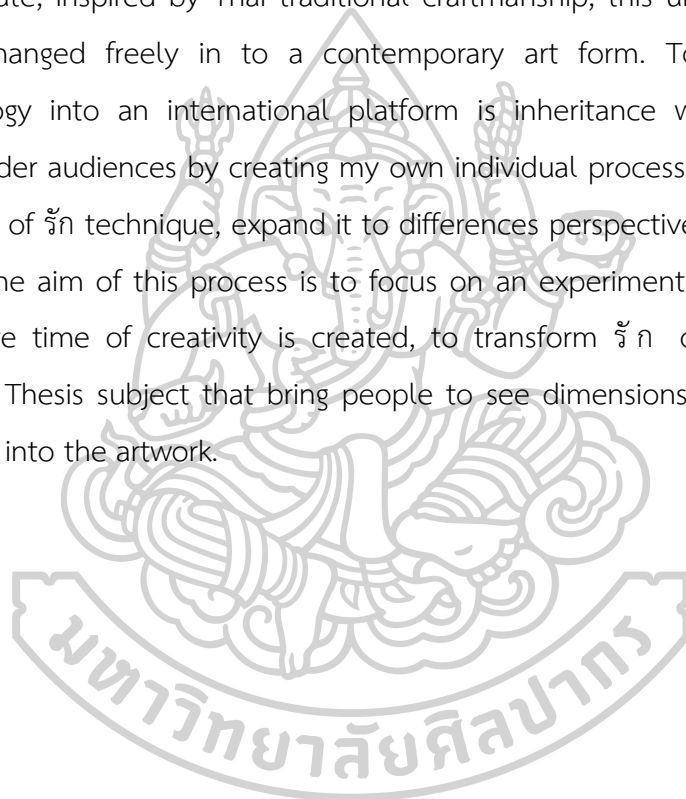 inspired by Thai traditional craftmanship, this
hanged freely in to a contemporary art form. To
ogy into an international platform is inheritance
der audiences by creating my own individual process
of รัก technique, expand it to differences perspective
he aim of this process is to focus on an experiment
e time of creativity is created, to transform รัก
Thesis subject that bring people to see dimensions
into the artwork.
มหาวิทยาลัยศิลปากร